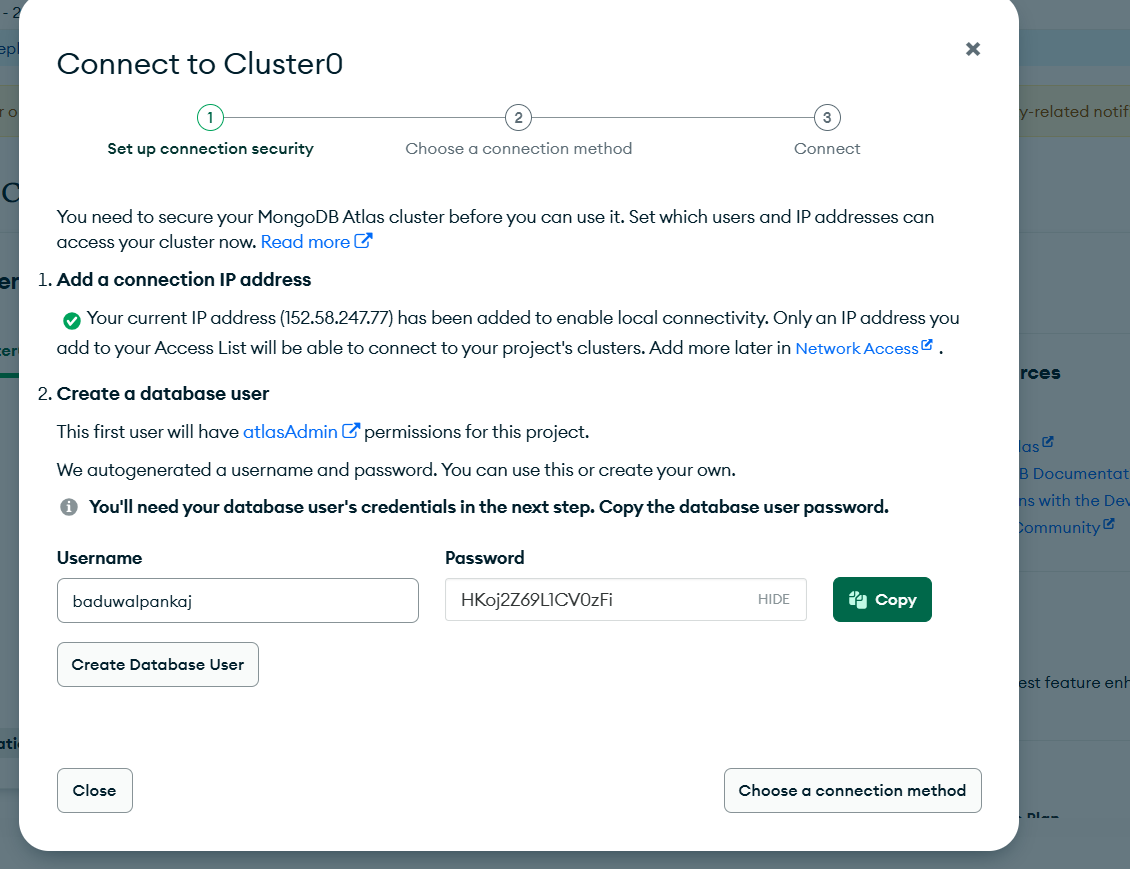 - 2
epl
Connect to Cluster0
r o
y-related notif
1
2
3
Set up connection security
Choose a connection method
Connect
C
You need to secure your MongoDB Atlas cluster before you can use it. Set which users and IP addresses can
access your cluster now. Read more
er
1. Add a connection IP address
Your current IP address (152.58.247.77) has been added to enable local connectivity. Only an IP address you
ter
add to your Access List will be able to connect to your project's clusters. Add more later in Network Access .
rces
2. Create a database user
This first user will have atlasAdmin permissions for this project.
las
We autogenerated a username and password. You can use this or create your own.
B Documentat
You'll need your database user's credentials in the next step. Copy the database user password.
ns with the Dev
Community
Username
Password
baduwalpankaj
HKoj2Z69L1CV0zFi
HIDE
Copy
Create Database User
est feature enh
ati
Close
Choose a connection method
Plan